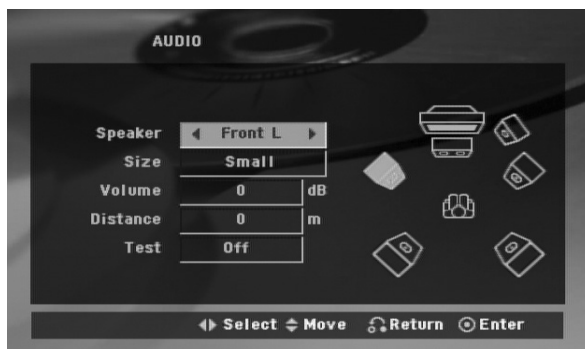 AUDIO
Speaker Front L
Size Small
Volume 0 dB
Distance 0 m
Test Off
Select Move Return Enter